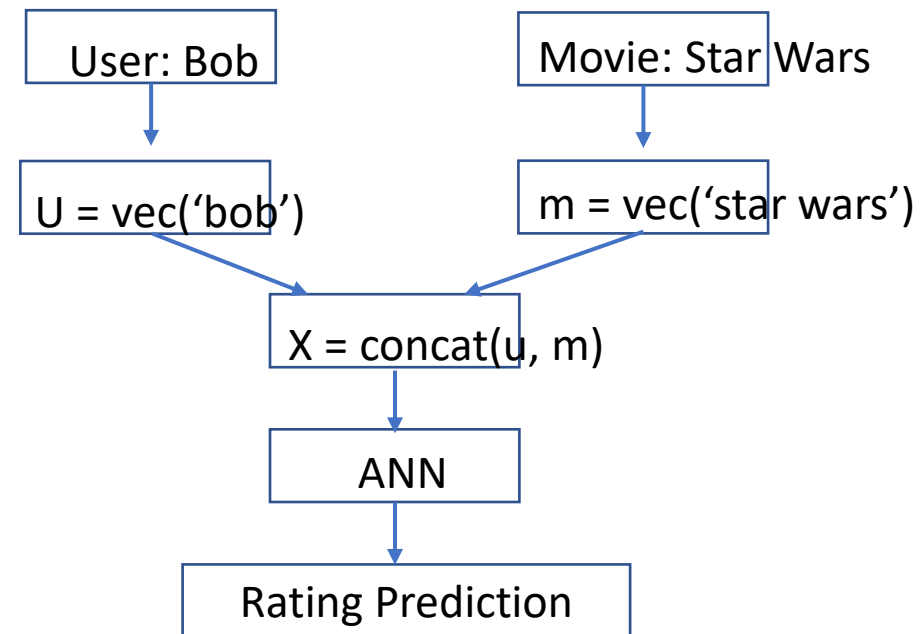 User: Bob
Movie: Star Wars
U = vec(‘bob’)
m = vec(‘star wars’)
X = concat(u, m)
ANN
Rating Prediction